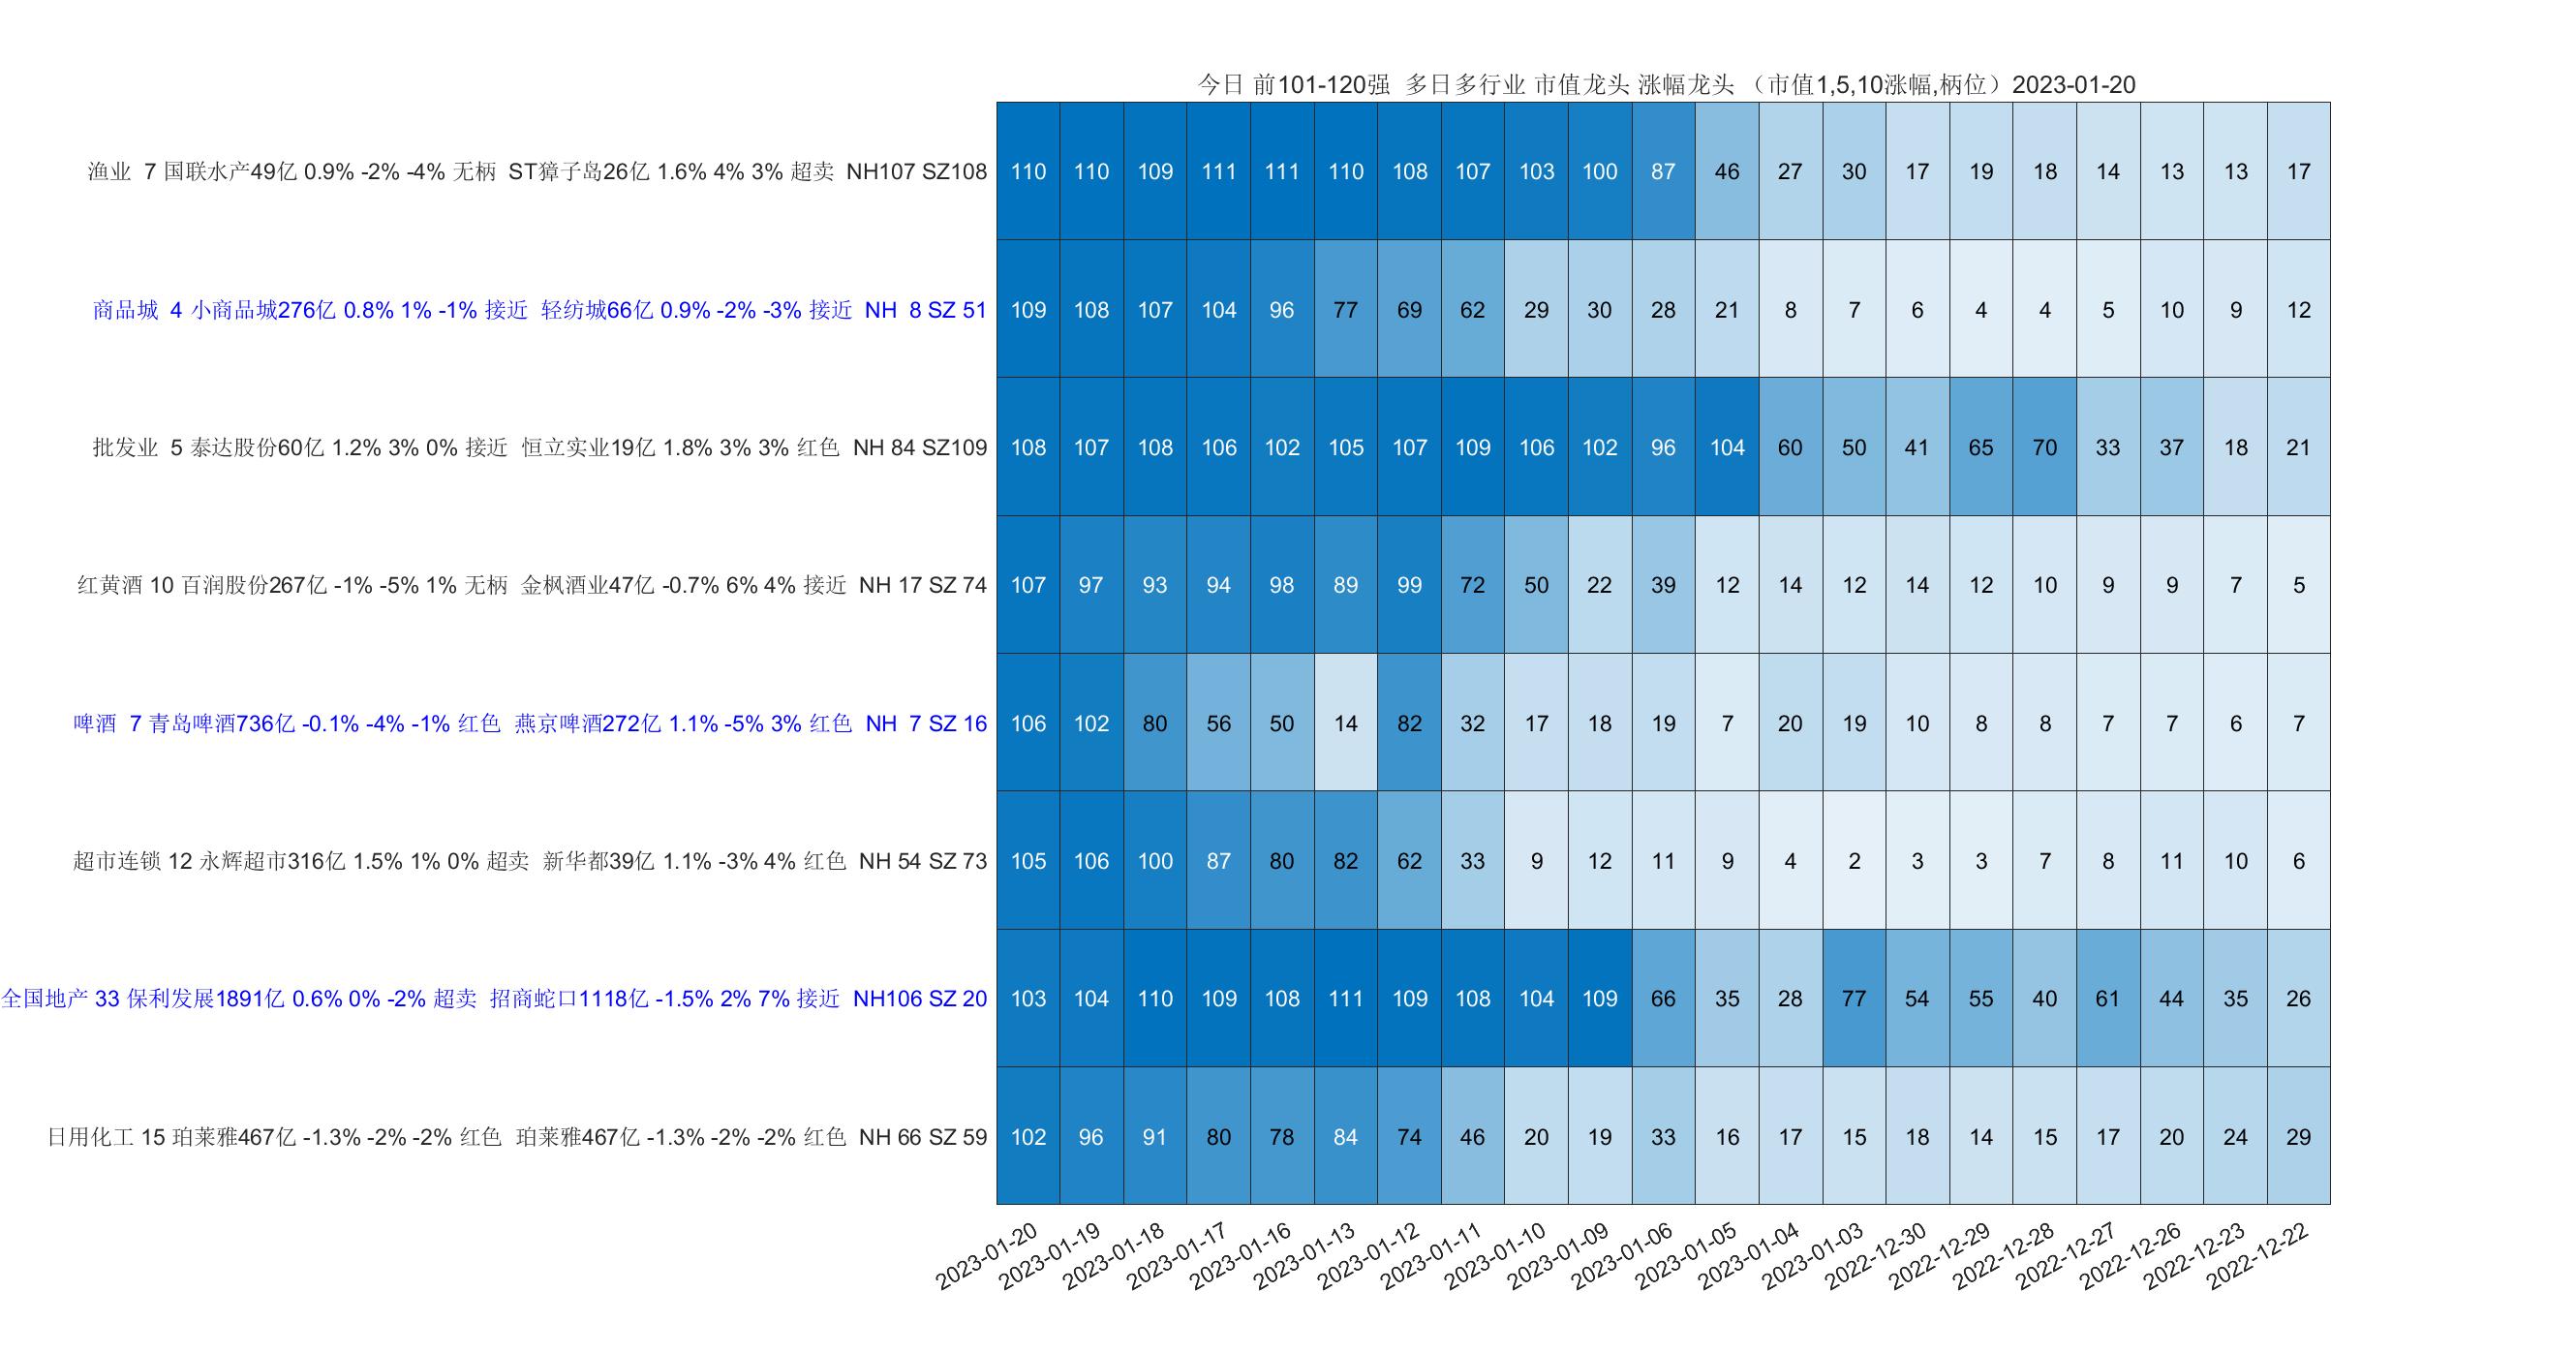 今日 前101-120强 多日多行业 市值龙头 涨幅龙头 （市值1,5,10涨幅,柄位）2023-01-20
渔业 7 国联水产49亿 0.9% -2% -4% 无柄 ST獐子岛26亿 1.6% 4% 3% 超卖 NH107 SZ108 110 110 109 111 111 110 108 107 103 100 87 46 27 30 17 19 18 14 13 13 17
商品城 4 小商品城276亿 0.8% 1% -1% 接近 轻纺城66亿 0.9% -2% -3% 接近 NH 8 SZ 51 109 108 107 104 96 77 69 62 29 30 28 21 8 7 6 4 4 5 10 9 12
批发业 5 泰达股份60亿 1.2% 3% 0% 接近 恒立实业19亿 1.8% 3% 3% 红色 NH 84 SZ109 108 107 108 106 102 105 107 109 106 102 96 104 60 50 41 65 70 33 37 18 21
红黄酒 10 百润股份267亿 -1% -5% 1% 无柄 金枫酒业47亿 -0.7% 6% 4% 接近 NH 17 SZ 74 107 97 93 94 98 89 99 72 50 22 39 12 14 12 14 12 10 9 9 7 5
啤酒 7 青岛啤酒736亿 -0.1% -4% -1% 红色 燕京啤酒272亿 1.1% -5% 3% 红色 NH 7 SZ 16 106 102 80 56 50 14 82 32 17 18 19 7 20 19 10 8 8 7 7 6 7
超市连锁 12 永辉超市316亿 1.5% 1% 0% 超卖 新华都39亿 1.1% -3% 4% 红色 NH 54 SZ 73 105 106 100 87 80 82 62 33 9 12 11 9 4 2 3 3 7 8 11 10 6
全国地产 33 保利发展1891亿 0.6% 0% -2% 超卖 招商蛇口1118亿 -1.5% 2% 7% 接近 NH106 SZ 20 103 104 110 109 108 111 109 108 104 109 66 35 28 77 54 55 40 61 44 35 26
日用化工 15 珀莱雅467亿 -1.3% -2% -2% 红色 珀莱雅467亿 -1.3% -2% -2% 红色 NH 66 SZ 59 102 96 91 80 78 84 74 46 20 19 33 16 17 15 18 14 15 17 20 24 29
2023-01-20 2023-01-19 2023-01-18 2023-01-17 2023-01-16 2023-01-13 2023-01-12 2023-01-11 2023-01-10 2023-01-09 2023-01-06 2023-01-05 2023-01-04 2023-01-03 2022-12-30 2022-12-29 2022-12-28 2022-12-27 2022-12-26 2022-12-23 2022-12-22